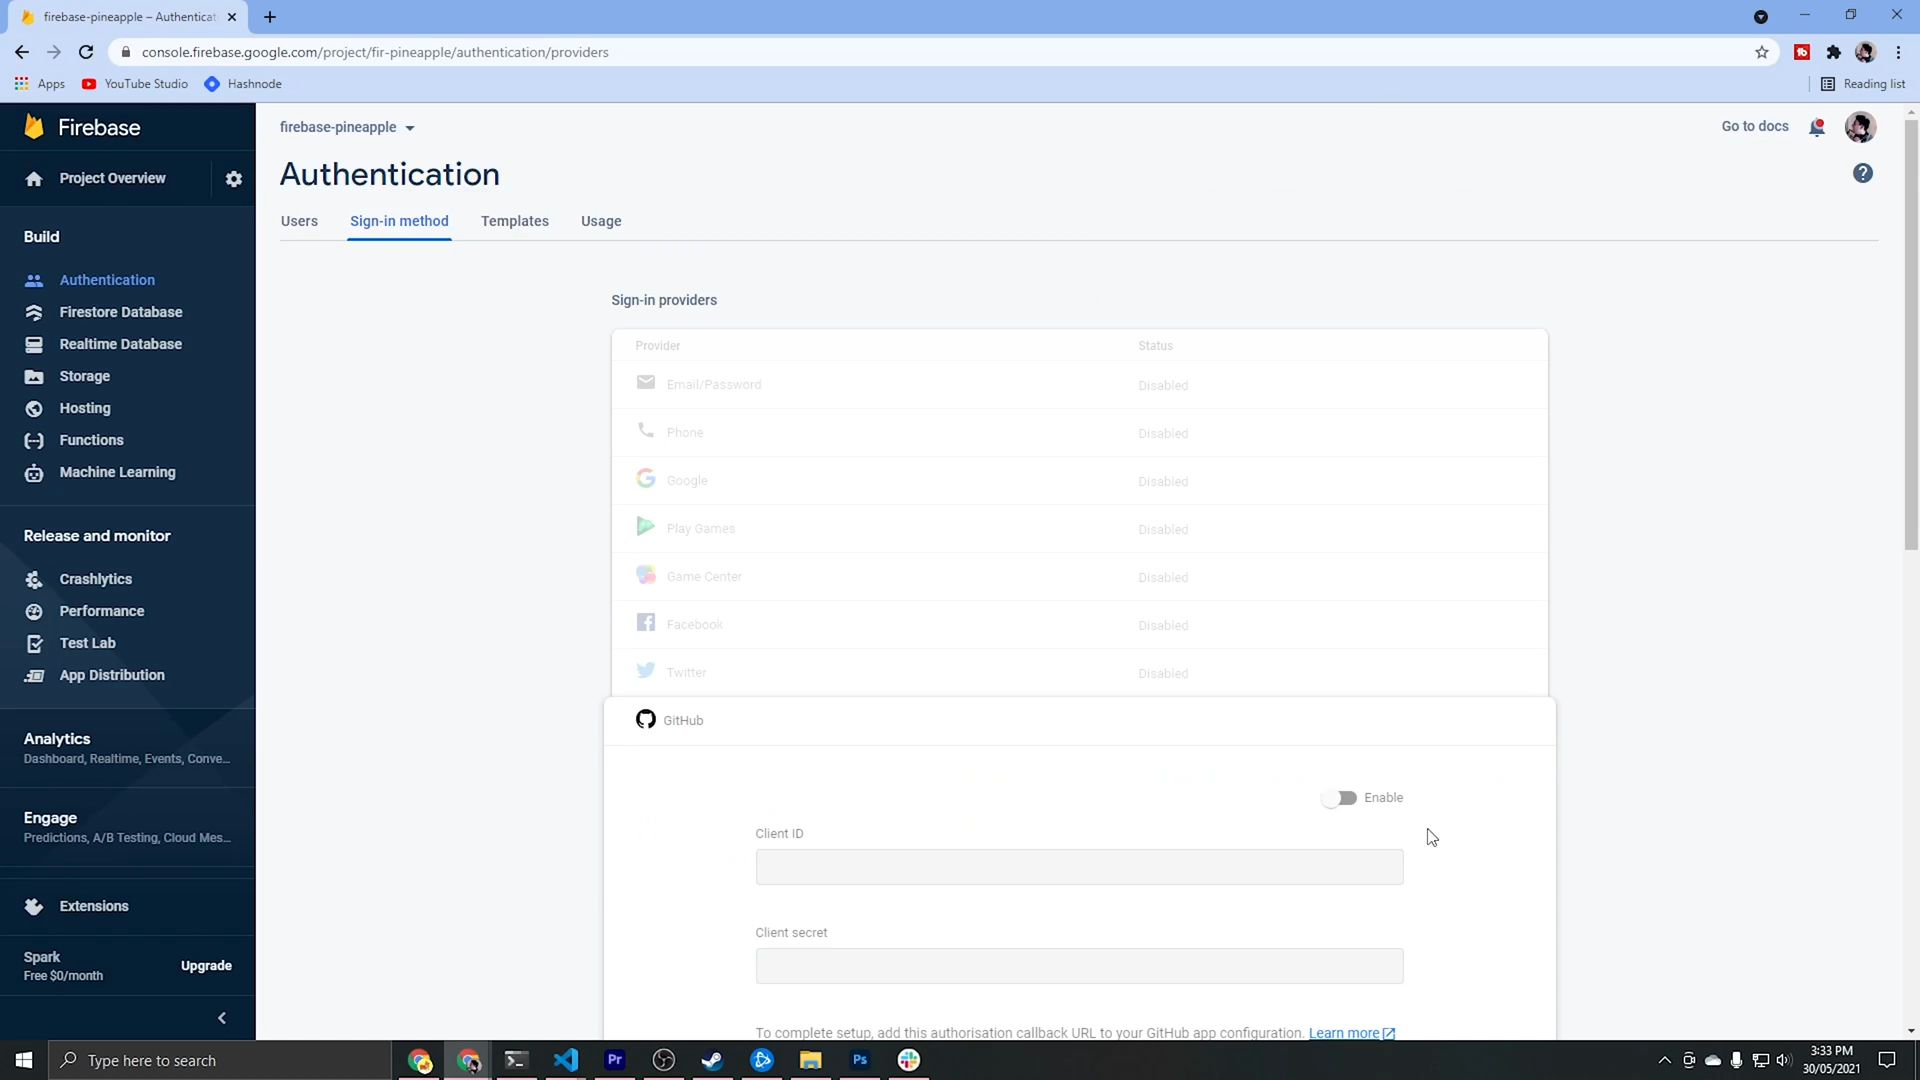 firebase-pineapple – Authenticat
console.firebase.google.com/project/fir-pineapple/authentication/providers
Apps
YouTube Studio
Hashnode
Reading list
Firebase
firebase-pineapple
Go to docs
Project Overview
Authentication
Users
Sign-in method
Templates
Usage
Build
Authentication
Firestore Database
Realtime Database
Storage
Hosting
Functions
Machine Learning
Release and monitor
Crashlytics
Performance
Test Lab
App Distribution
Analytics
Dashboard, Realtime, Events, Conve...
Engage
Predictions, A/B Testing, Cloud Mes...
Extensions
Spark
Free $0/month
Upgrade
Sign-in providers
Provider Status
Email/Password Disabled
Phone Disabled
Google Disabled
Play Games Disabled
Game Center Disabled
Facebook Disabled
Twitter Disabled
GitHub
Enable
Client ID
Client secret
To complete setup, add this authorisation callback URL to your GitHub app configuration. Learn more
Type here to search
Pr
Ps
3:33 PM
30/05/2021